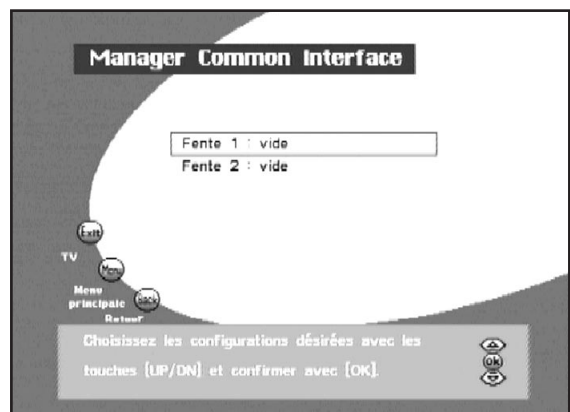 Manager Common Interface
Fente 1 : vide
Fente 2 : vide
Exit
TV
Menu
Menu
principale
Back
Retour
Choisissez les configurations désirées avec les
touches [UP/DN] et confirmer avec [OK].
ok